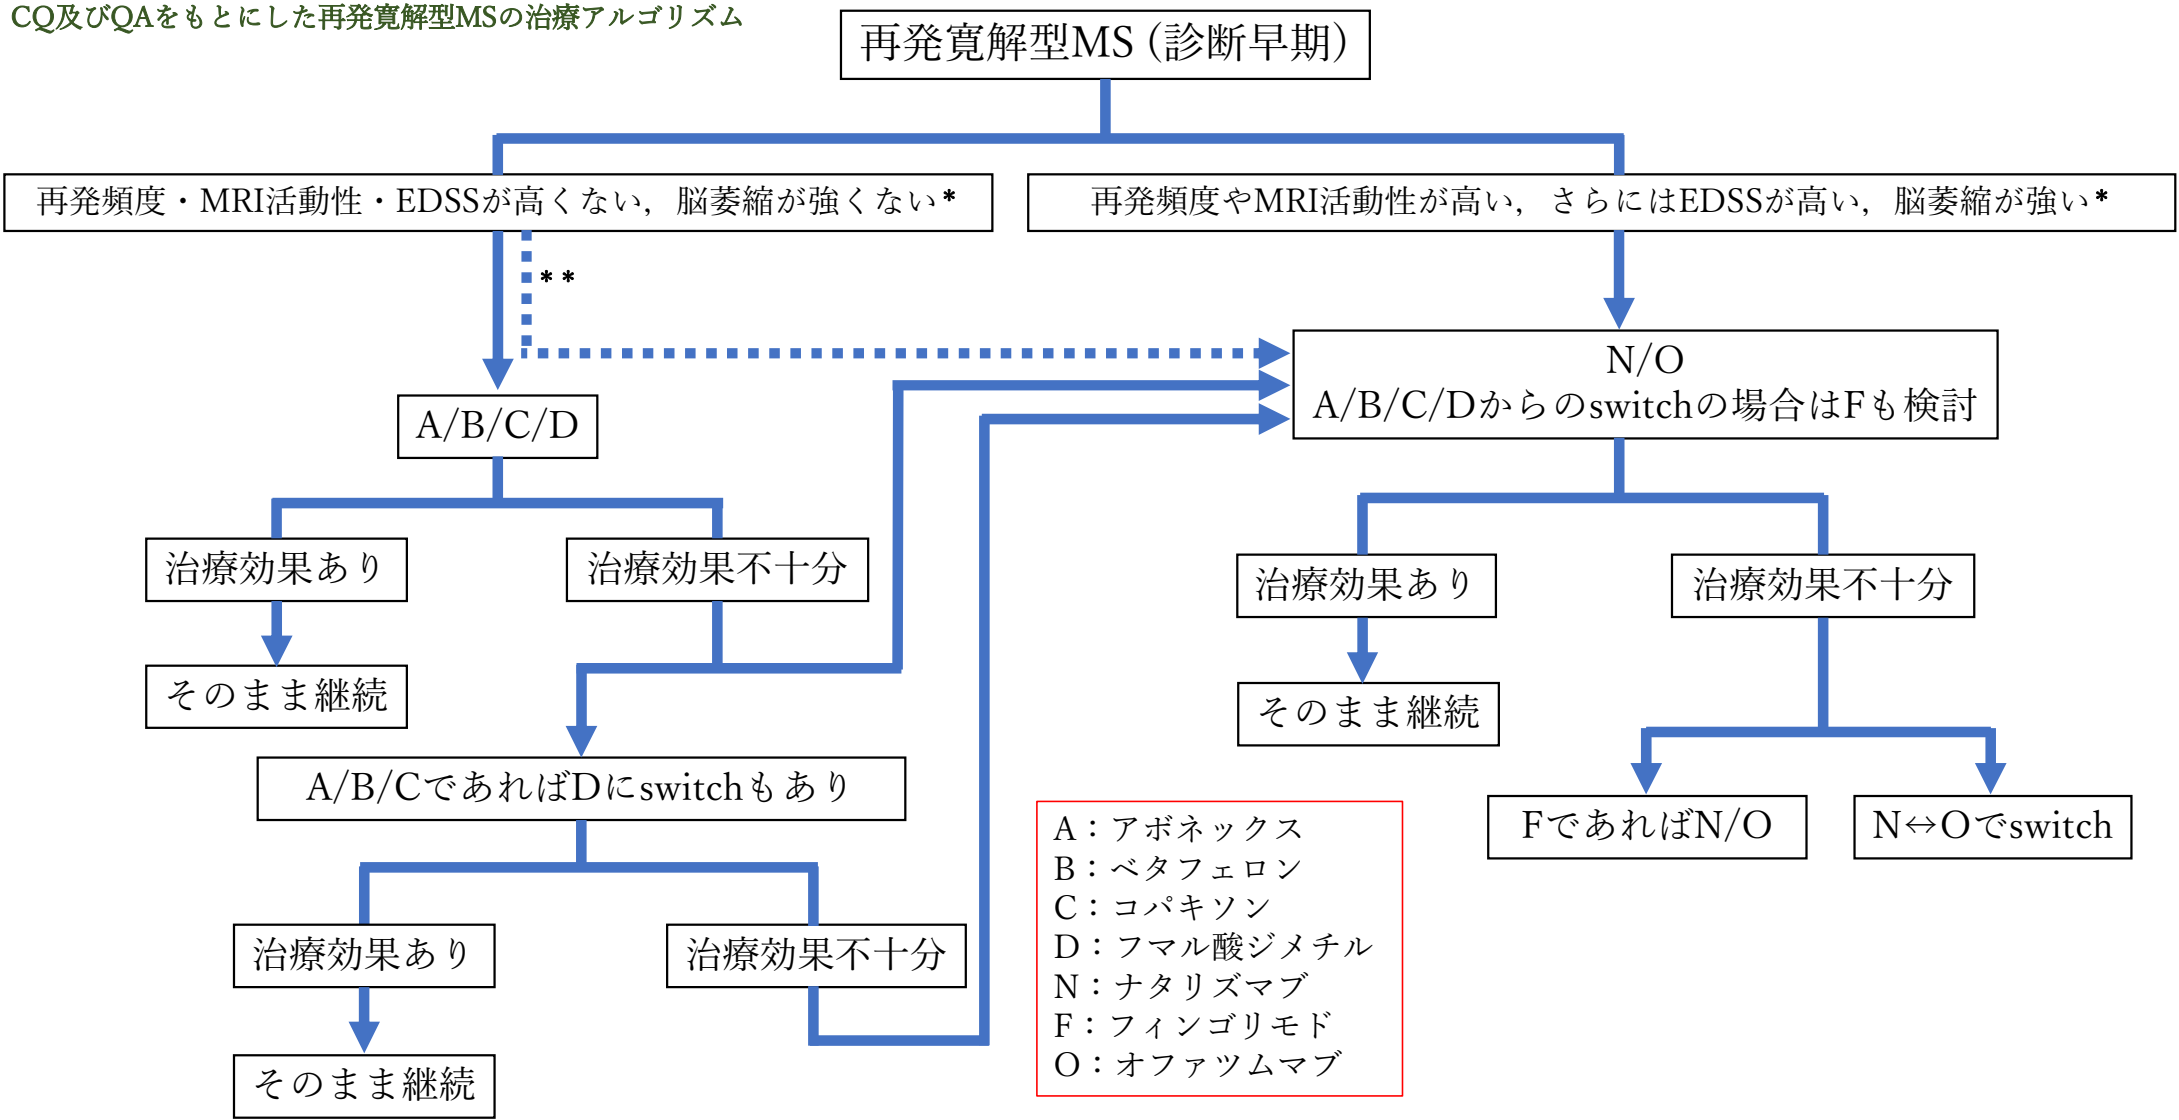 CQ及びQAをもとにした再発寛解型MSの治療アルゴリズム
再発寛解型MS (診断早期)
再発頻度・MRI活動性・EDSSが高くない，脳萎縮が強くない*
再発頻度やMRI活動性が高い，さらにはEDSSが高い，脳萎縮が強い*
**
N/O
A/B/C/Dからのswitchの場合はFも検討
A/B/C/D
治療効果あり
治療効果不十分
治療効果あり
治療効果不十分
そのまま継続
そのまま継続
A/B/CであればDにswitchもあり
FであればN/O
N↔Oでswitch
治療効果あり
治療効果不十分
そのまま継続
A：アボネックス
B：ベタフェロン
C：コパキソン
D：フマル酸ジメチル
N：ナタリズマブ
F：フィンゴリモド
O：オファツムマブ